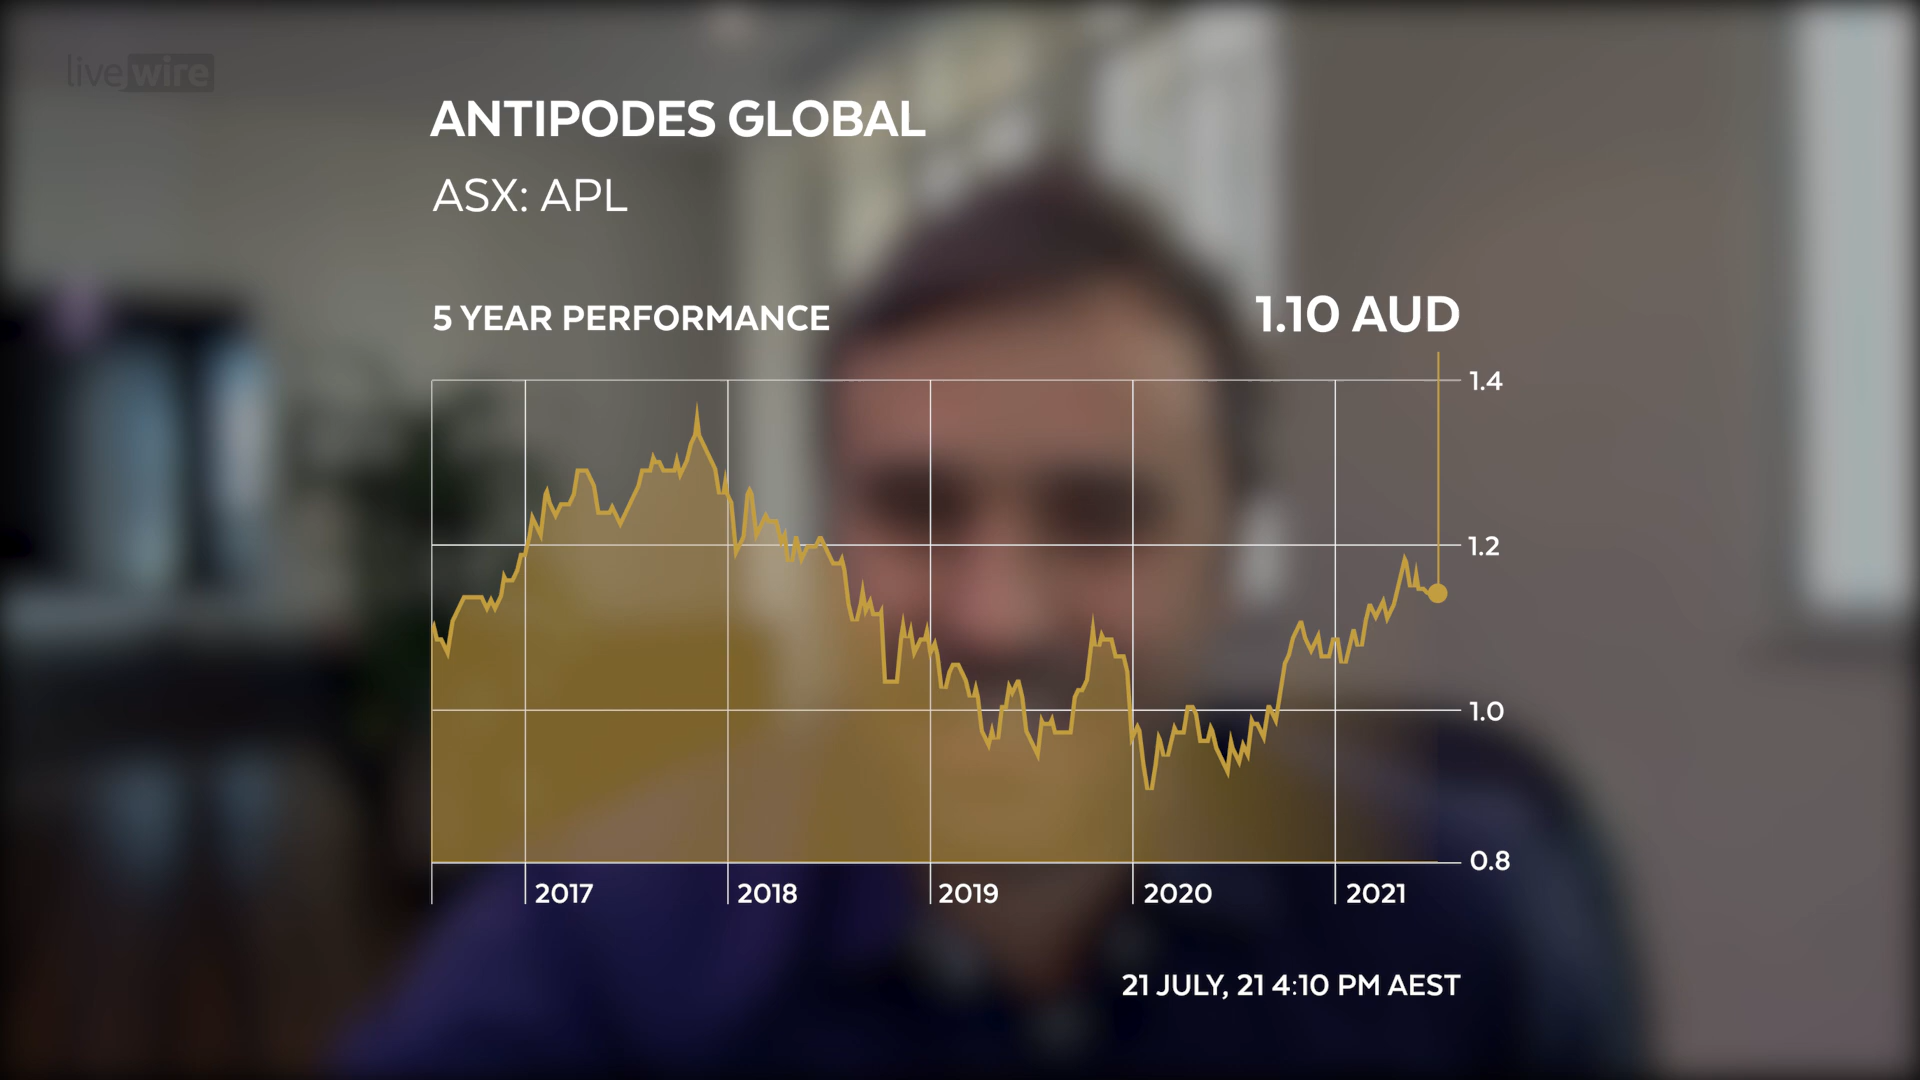 livewire
ANTIPODES GLOBAL
ASX: APL
5 YEAR PERFORMANCE
1.10 AUD
1.4
1.2
1.0
0.8
2017 2018 2019 2020 2021
21 JULY, 21 4:10 PM AEST